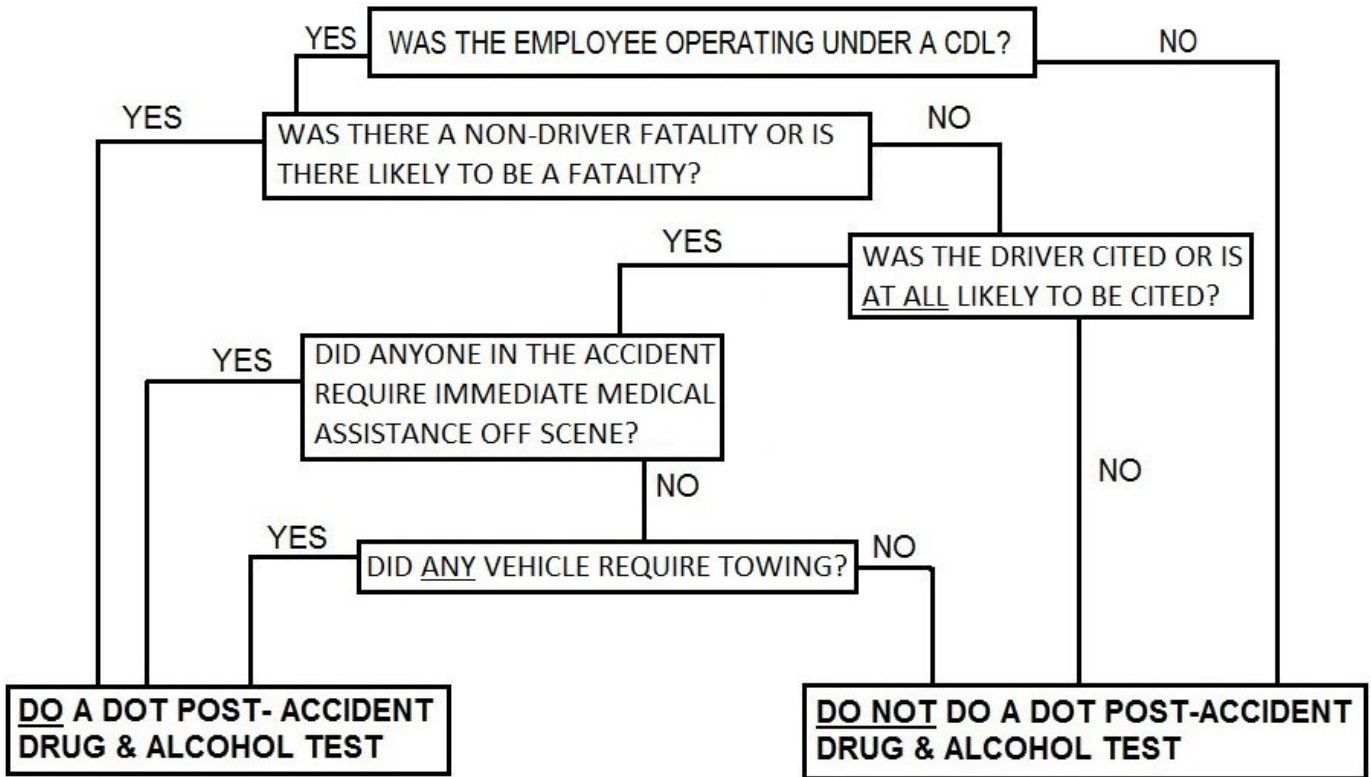 YES
WAS THE EMPLOYEE OPERATING UNDER A CDL?
NO
YES
WAS THERE A NON-DRIVER FATALITY OR IS
THERE LIKELY TO BE A FATALITY?
NO
YES
WAS THE DRIVER CITED OR IS
AT ALL LIKELY TO BE CITED?
YES
DID ANYONE IN THE ACCIDENT
REQUIRE IMMEDIATE MEDICAL
ASSISTANCE OFF SCENE?
NO
NO
YES
DID ANY VEHICLE REQUIRE TOWING?
NO
DO A DOT POST- ACCIDENT
DRUG & ALCOHOL TEST
DO NOT DO A DOT POST-ACCIDENT
DRUG & ALCOHOL TEST